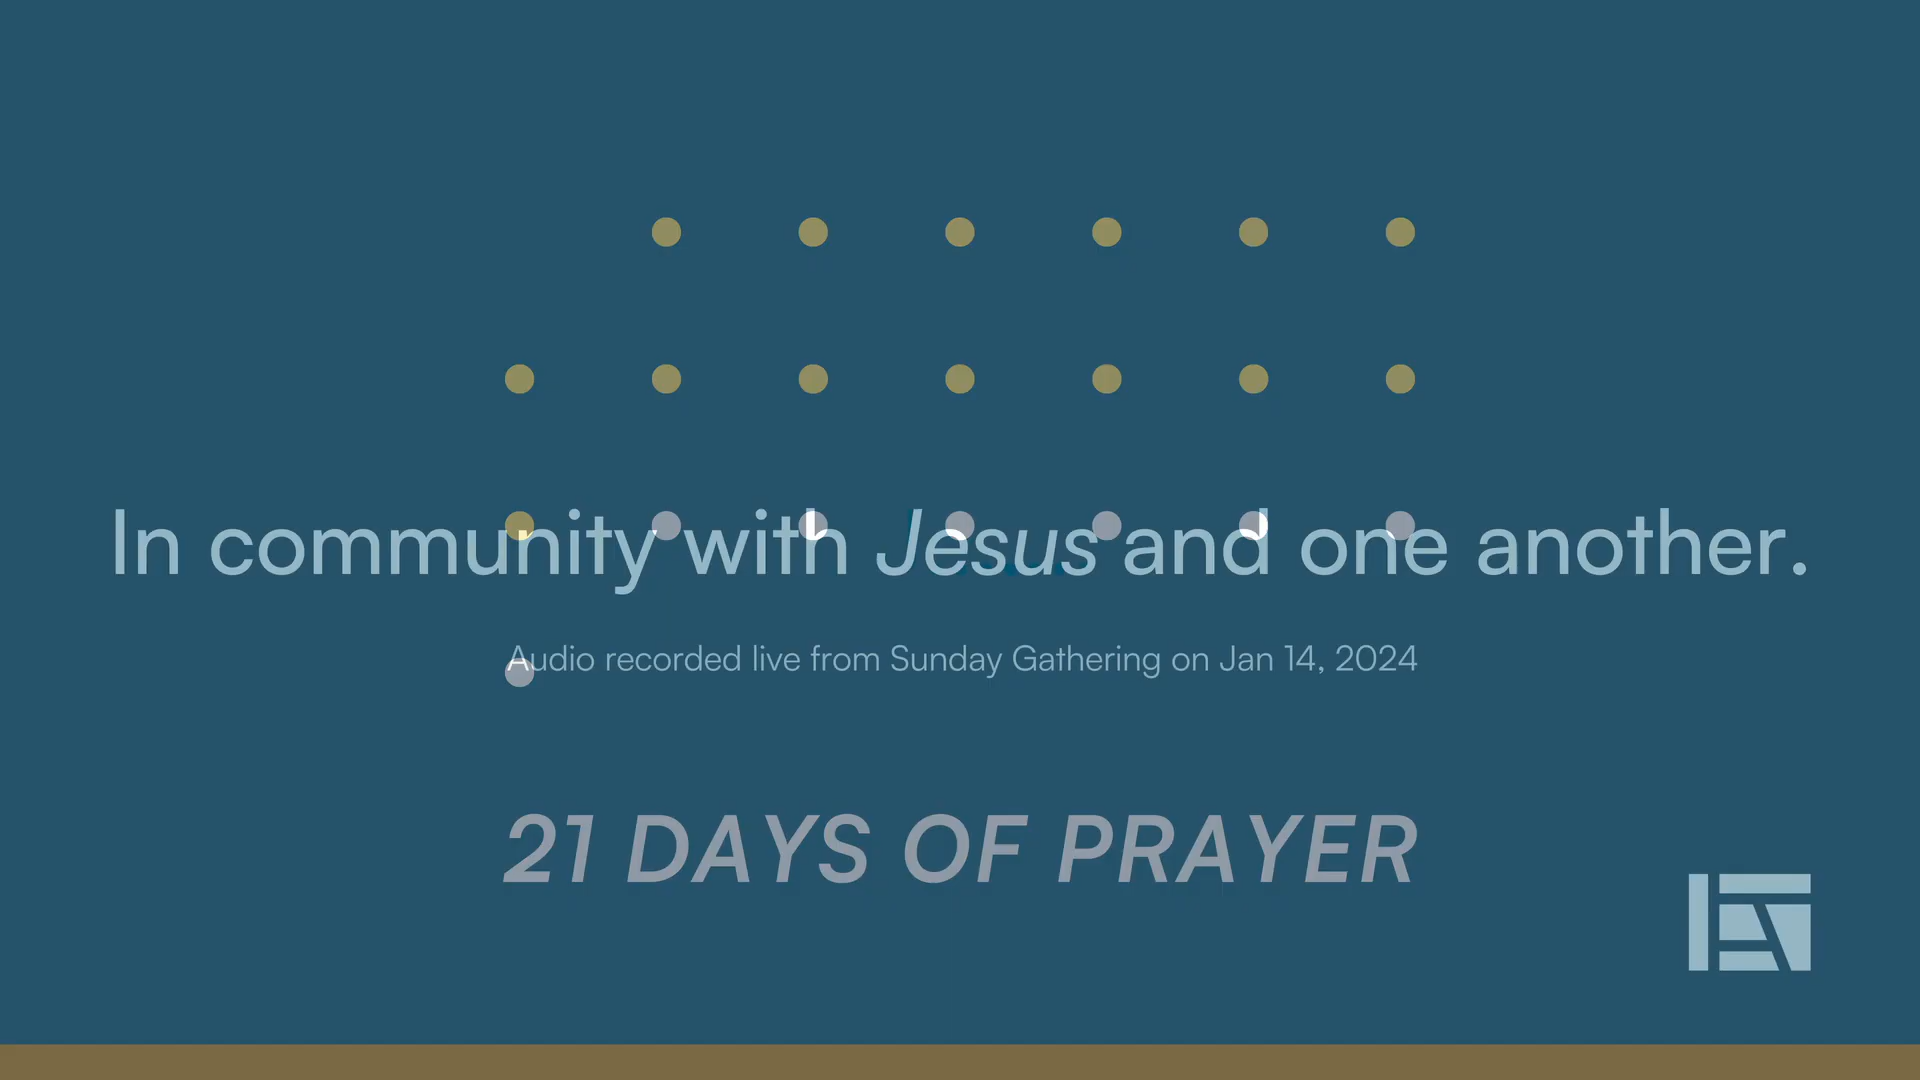 In community with Jesus and one another.
Audio recorded live from Sunday Gathering on Jan 14, 2024
21 DAYS OF PRAYER